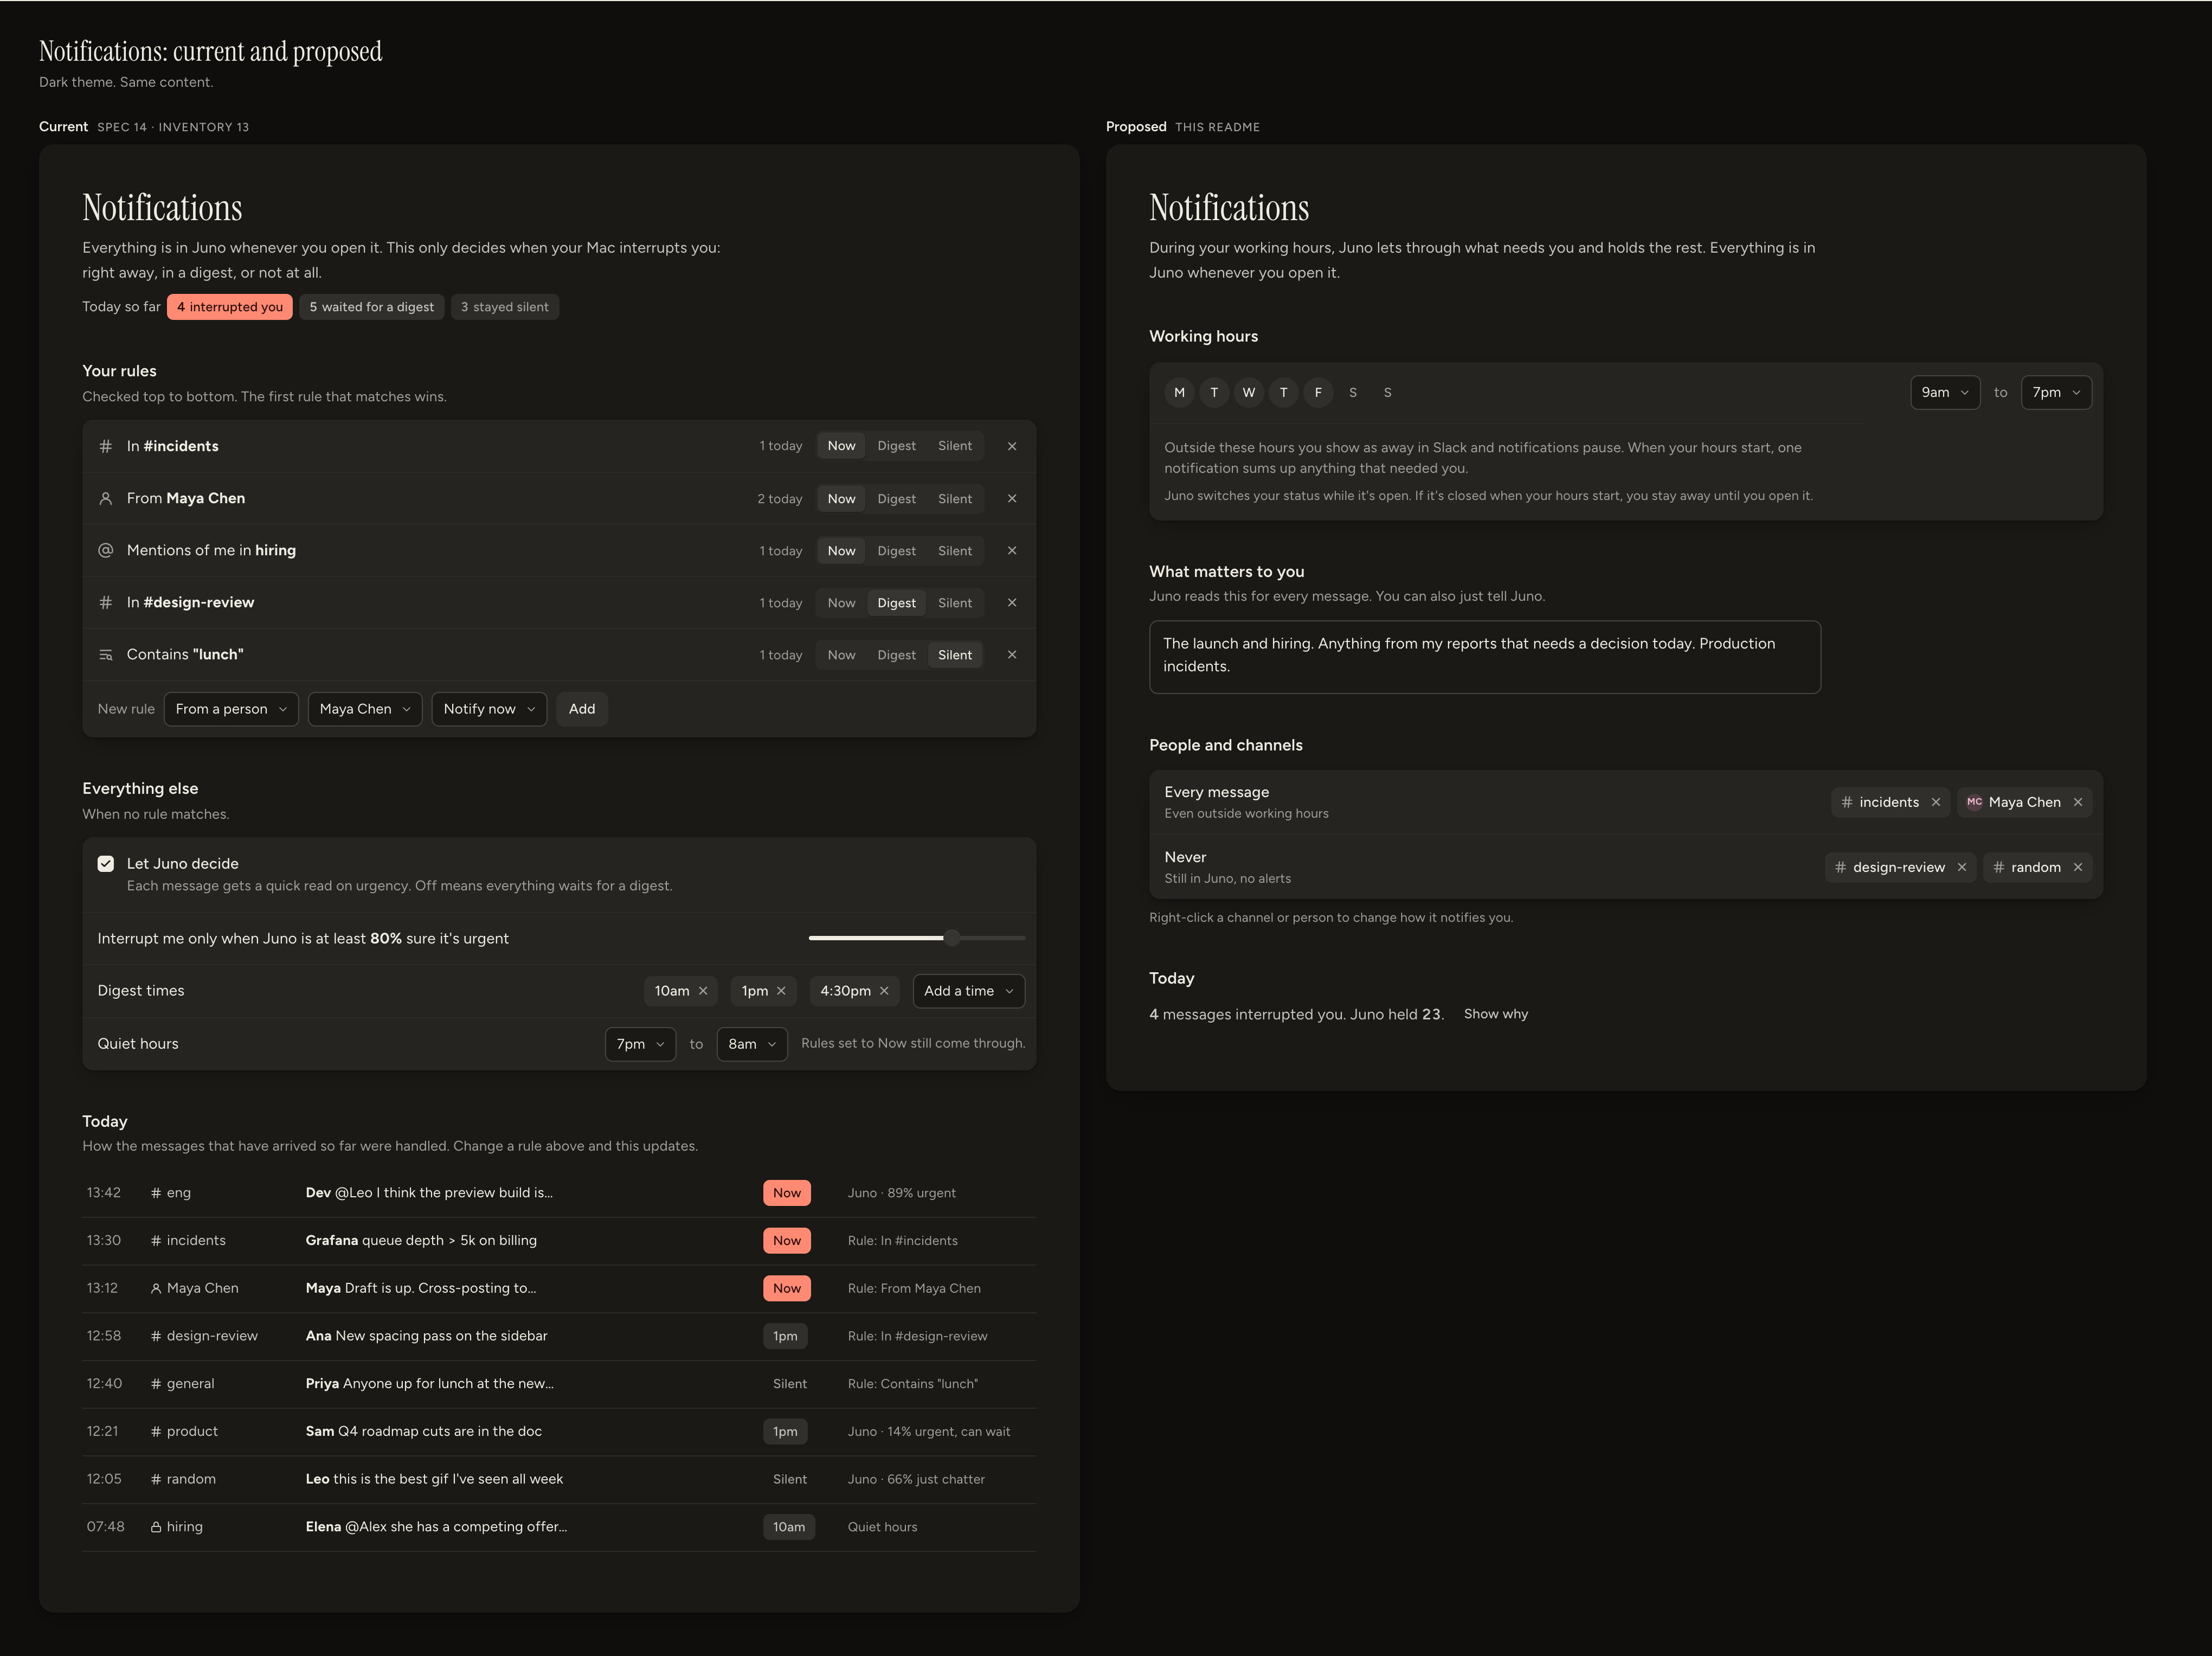 Notifications: current and proposed
Dark theme. Same content.
Current SPEC 14 · INVENTORY 13
Notifications
Everything is in Juno whenever you open it. This only decides when your Mac interrupts you:
right away, in a digest, or not at all.
Today so far 4 interrupted you 5 waited for a digest 3 stayed silent
Your rules
Checked top to bottom. The first rule that matches wins.
# In #incidents 1 today Now Digest Silent ×
From Maya Chen 2 today Now Digest Silent ×
@ Mentions of me in hiring 1 today Now Digest Silent ×
# In #design-review 1 today Now Digest Silent ×
Contains "lunch" 1 today Now Digest Silent ×
New rule From a person Maya Chen Notify now Add
Everything else
When no rule matches.
Let Juno decide
Each message gets a quick read on urgency. Off means everything waits for a digest.
Interrupt me only when Juno is at least 80% sure it's urgent
Digest times 10am × 1pm × 4:30pm × Add a time
Quiet hours 7pm to 8am Rules set to Now still come through.
Today
How the messages that have arrived so far were handled. Change a rule above and this updates.
13:42 # eng Dev @Leo I think the preview build is... Now Juno · 89% urgent
13:30 # incidents Grafana queue depth > 5k on billing Now Rule: In #incidents
13:12 Maya Chen Maya Draft is up. Cross-posting to... Now Rule: From Maya Chen
12:58 # design-review Ana New spacing pass on the sidebar 1pm Rule: In #design-review
12:40 # general Priya Anyone up for lunch at the new... Silent Rule: Contains "lunch"
12:21 # product Sam Q4 roadmap cuts are in the doc 1pm Juno · 14% urgent, can wait
12:05 # random Leo this is the best gif I've seen all week Silent Juno · 66% just chatter
07:48 hiring Elena @Alex she has a competing offer... 10am Quiet hours
Proposed THIS README
Notifications
During your working hours, Juno lets through what needs you and holds the rest. Everything is in
Juno whenever you open it.
Working hours
M T W T F S S 9am to 7pm
Outside these hours you show as away in Slack and notifications pause. When your hours start, one
notification sums up anything that needed you.
Juno switches your status while it's open. If it's closed when your hours start, you stay away until you open it.
What matters to you
Juno reads this for every message. You can also just tell Juno.
The launch and hiring. Anything from my reports that needs a decision today. Production
incidents.
People and channels
Every message # incidents × MC Maya Chen ×
Even outside working hours
Never # design-review × # random ×
Still in Juno, no alerts
Right-click a channel or person to change how it notifies you.
Today
4 messages interrupted you. Juno held 23. Show why